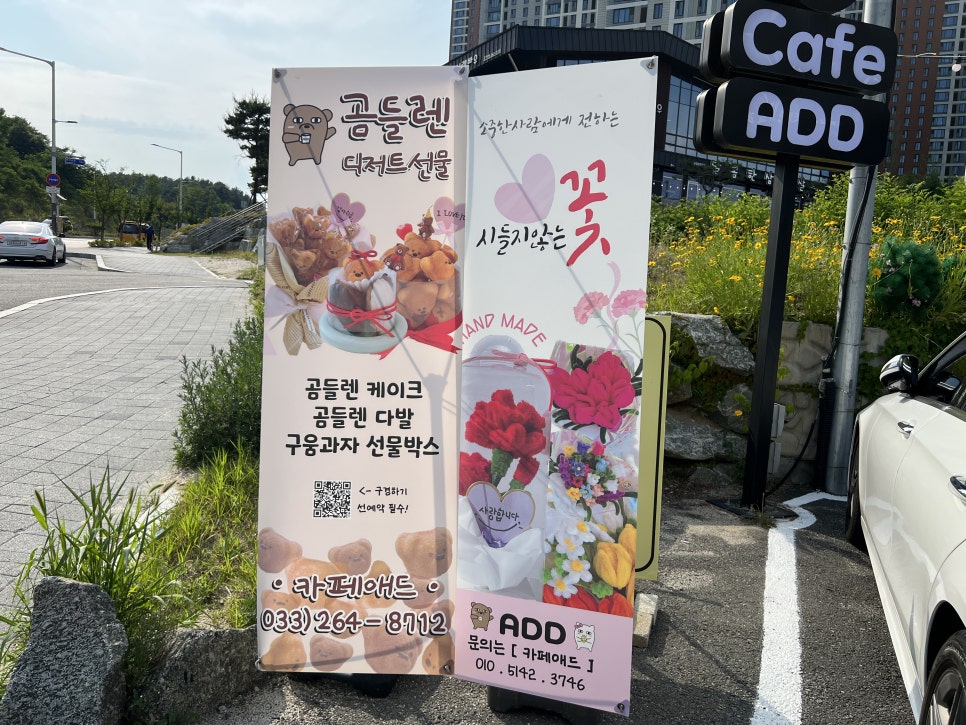 Cafe
ADD
곰들렌
디저트 선물
I Love you
곰들렌 케이크
곰들렌 다발
구움과자 선물박스
<- 구경하기
선예약 필수!
• 카페애드 •
033) 264-8712
소중한사람에게 전하는
시들지않는
꽃
HAND MADE
사랑합니다
ADD
문의는 [ 카페애드 ]
010 . 5142 . 3746